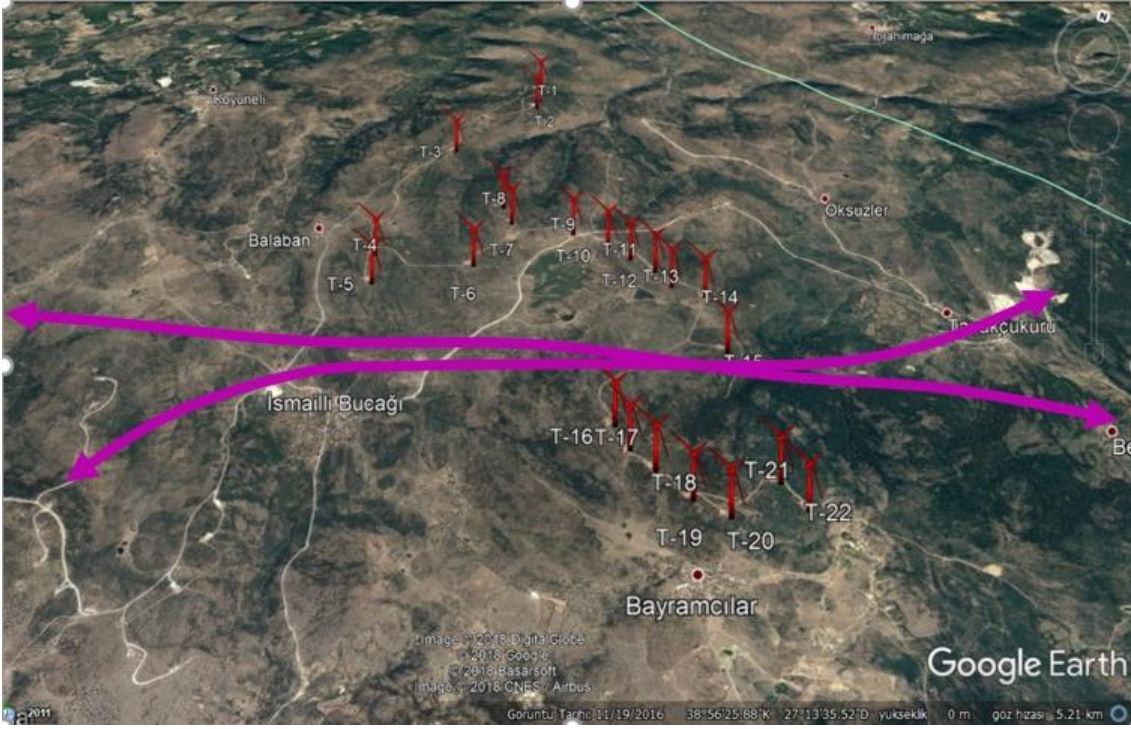 N
İbrahimağa
Koyuneli
T-1
T-2
T-3
T-8
Öksüzler
T-9
Balaban
T-4
T-7
T-11
T-10
T-5
T-6
T-12
T-13
T-14
T-15
İsmailli Bucağı
Be
T-16
T-17
T-21
T-18
T-22
T-19
T-20
Bayramcılar
Image © 2018 DigitalGlobe
© 2018 Google
© 2018 Basarsoft
Image © 2018 CNES / Airbus
Google Earth
2011
Görüntü Tarihi: 11/19/2016 38°56'25.88"K 27°13'35.52"D yükseklik 0 m göz hizası 5.21 km